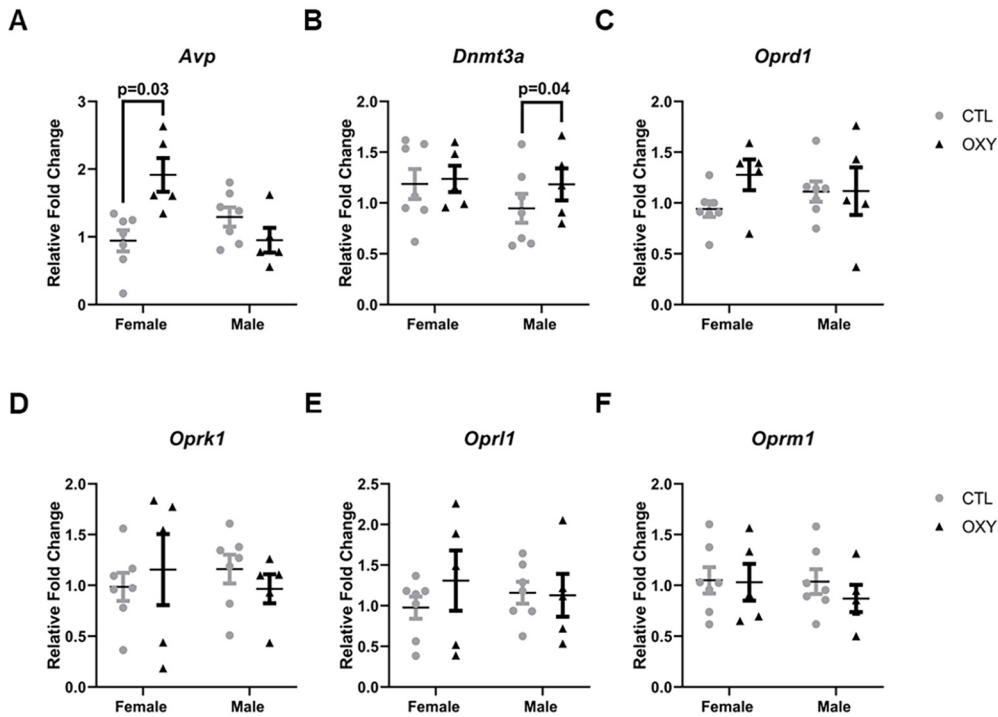 A
Avp
p=0.03
Relative Fold Change
3
2
1
0
Female
Male
B
Dnmt3a
p=0.04
Relative Fold Change
2.0
1.5
1.0
0.5
0.0
Female
Male
C
Oprd1
Relative Fold Change
2.0
1.5
1.0
0.5
0.0
Female
Male
CTL
OXY
D
Oprk1
Relative Fold Change
2.0
1.5
1.0
0.5
0.0
Female
Male
E
Oprl1
Relative Fold Change
2.5
2.0
1.5
1.0
0.5
0.0
Female
Male
F
Oprm1
Relative Fold Change
2.0
1.5
1.0
0.5
0.0
Female
Male
CTL
OXY